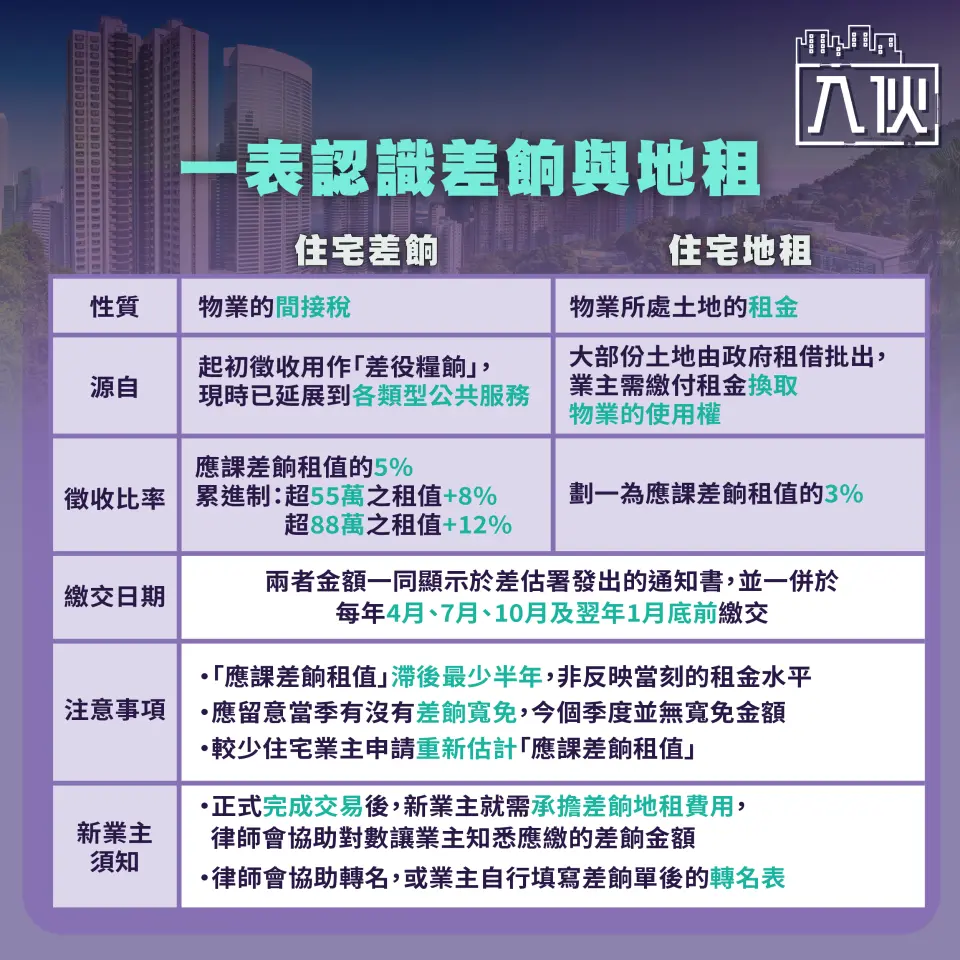 入伙
一表認識差餉與地租
住宅差餉
住宅地租
性質
物業的間接稅
物業所處土地的租金
源自
起初徵收用作「差役糧餉」，
現時已延展到各類型公共服務
大部份土地由政府租借批出，
業主需繳付租金換取
物業的使用權
徵收比率
應課差餉租值的5%
累進制：超55萬之租值+8%
超88萬之租值+12%
劃一為應課差餉租值的3%
繳交日期
兩者金額一同顯示於差估署發出的通知書，並一併於
每年4月、7月、10月及翌年1月底前繳交
注意事項
•「應課差餉租值」滯後最少半年，非反映當刻的租金水平
•應留意當季有沒有差餉寬免，今個季度並無寬免金額
•較少住宅業主申請重新估計「應課差餉租值」
新業主
須知
•正式完成交易後，新業主就需承擔差餉地租費用，
律師會協助對數讓業主知悉應繳的差餉金額
•律師會協助轉名，或業主自行填寫差餉單後的轉名表